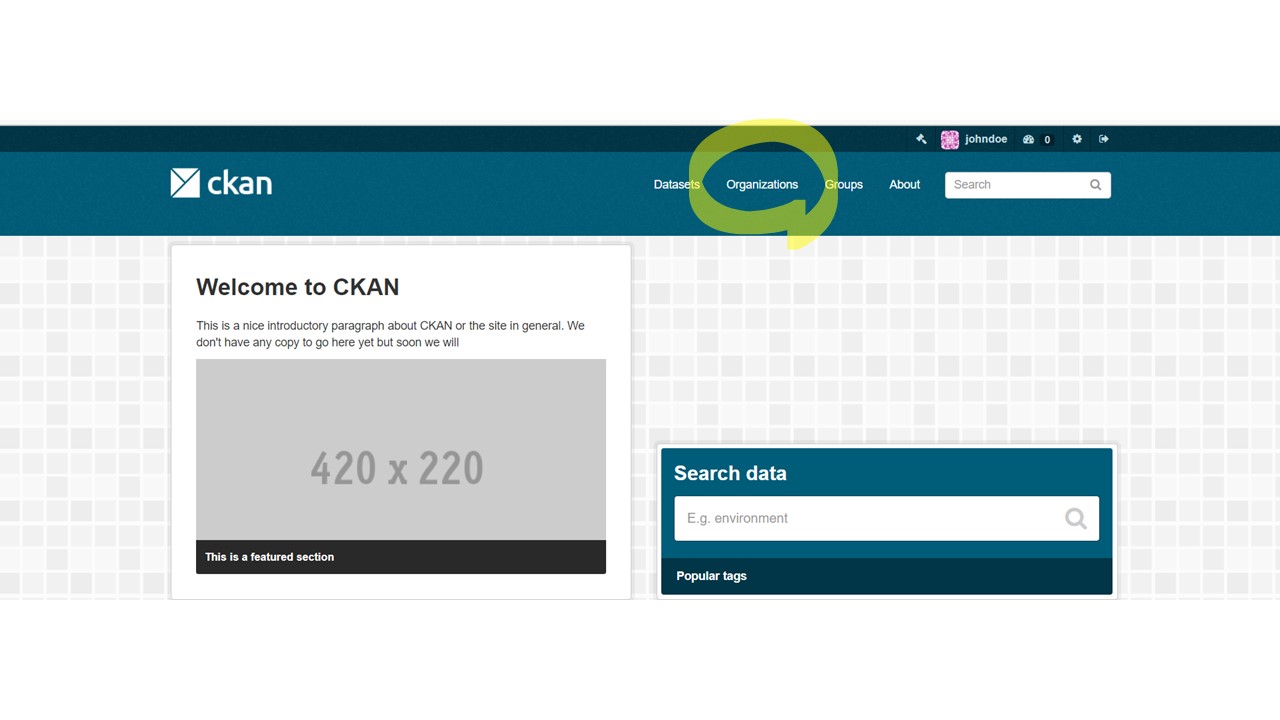 johndoe 0
ckan Datasets Organizations Groups About Search
Welcome to CKAN
This is a nice introductory paragraph about CKAN or the site in general. We
don't have any copy to go here yet but soon we will
420 x 220
This is a featured section
Search data
E.g. environment
Popular tags